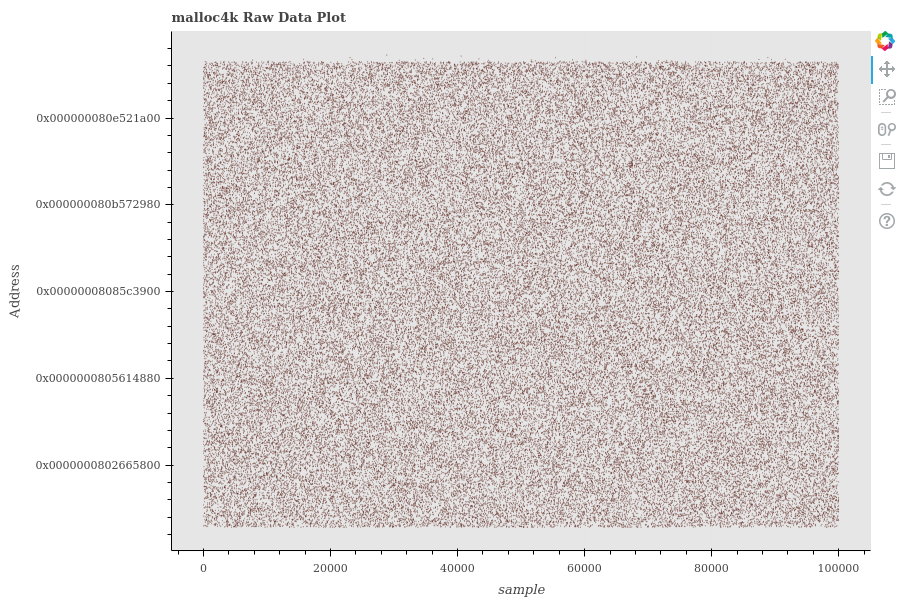 malloc4k Raw Data Plot
0x000000080e521a00
0x000000080b572980
0x00000008085c3900
0x0000000805614880
0x0000000802665800
Address
0
20000
40000
60000
80000
100000
sample